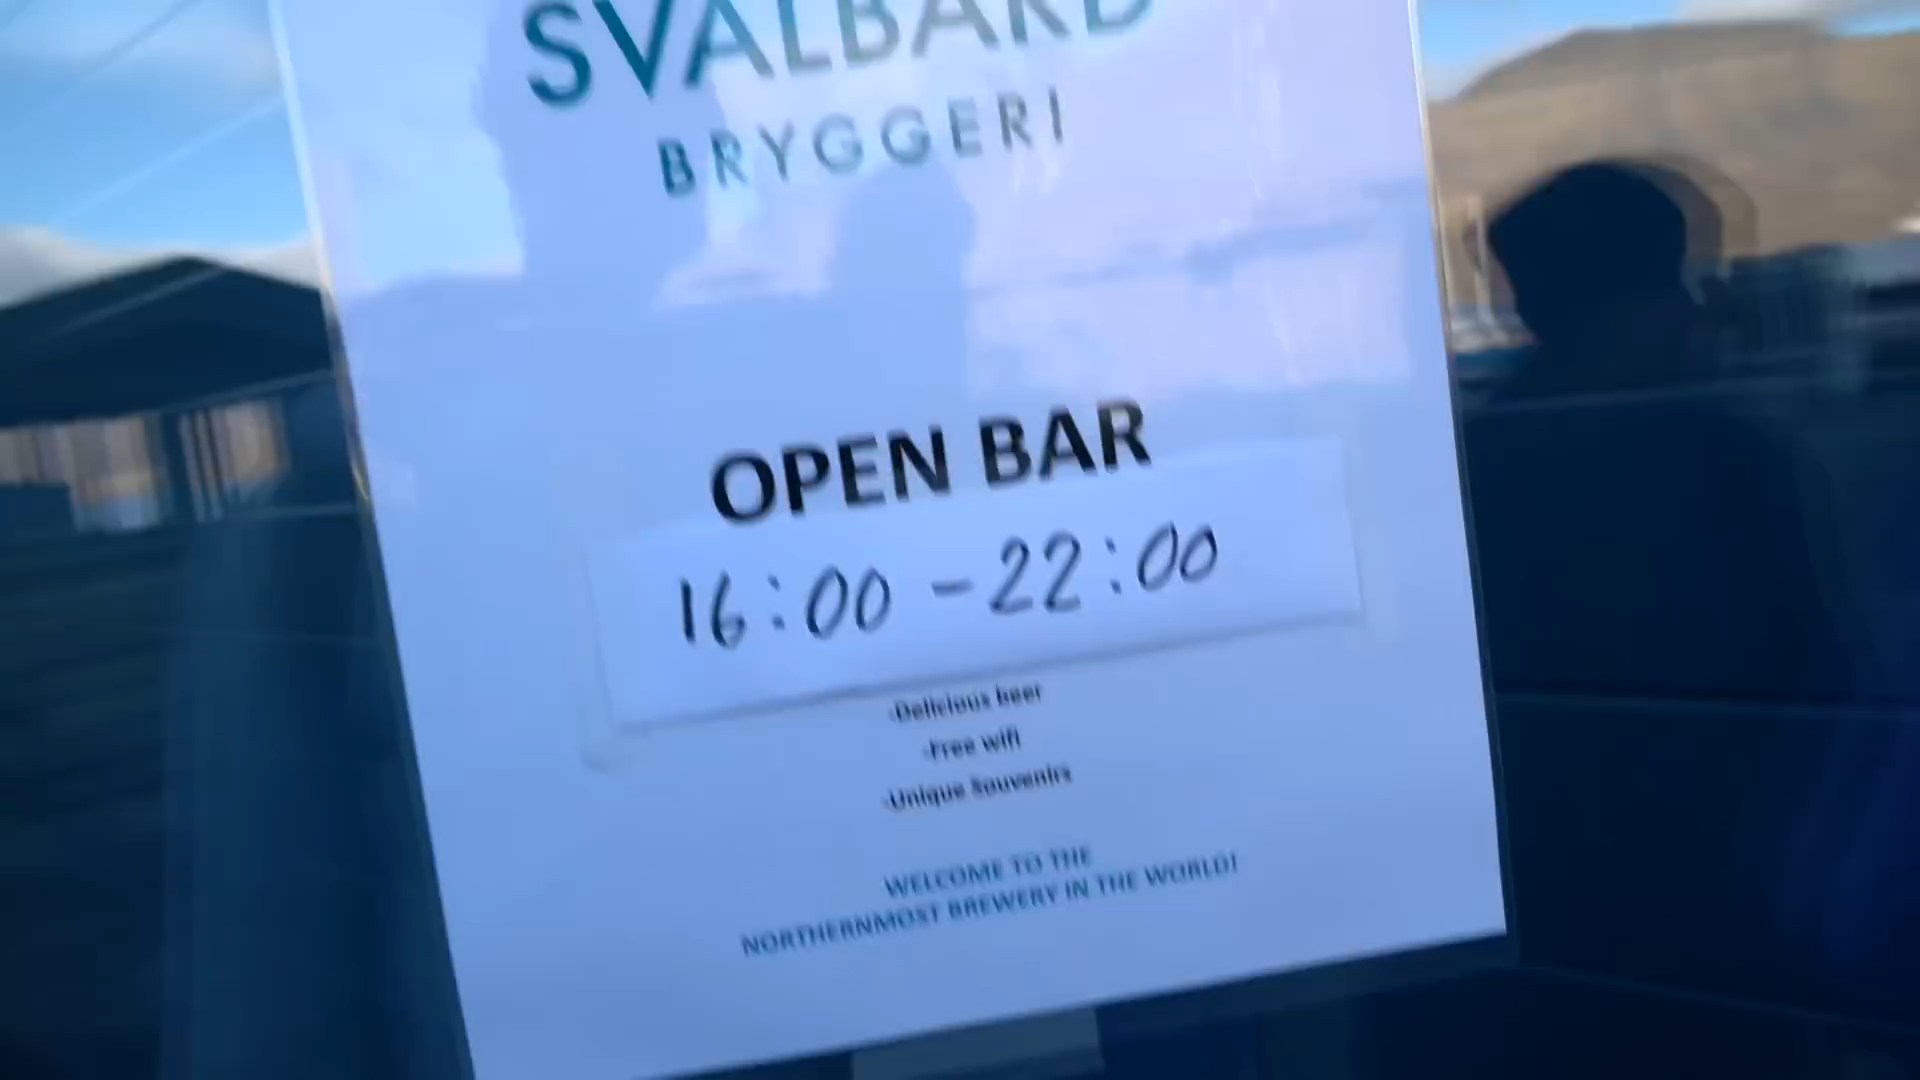 SVALBARD
BRYGGERI
OPEN BAR
16:00 - 22:00
-Delicious beer
-Free wifi
-Unique Souvenirs
WELCOME TO THE
NORTHERNMOST BREWERY IN THE WORLD!